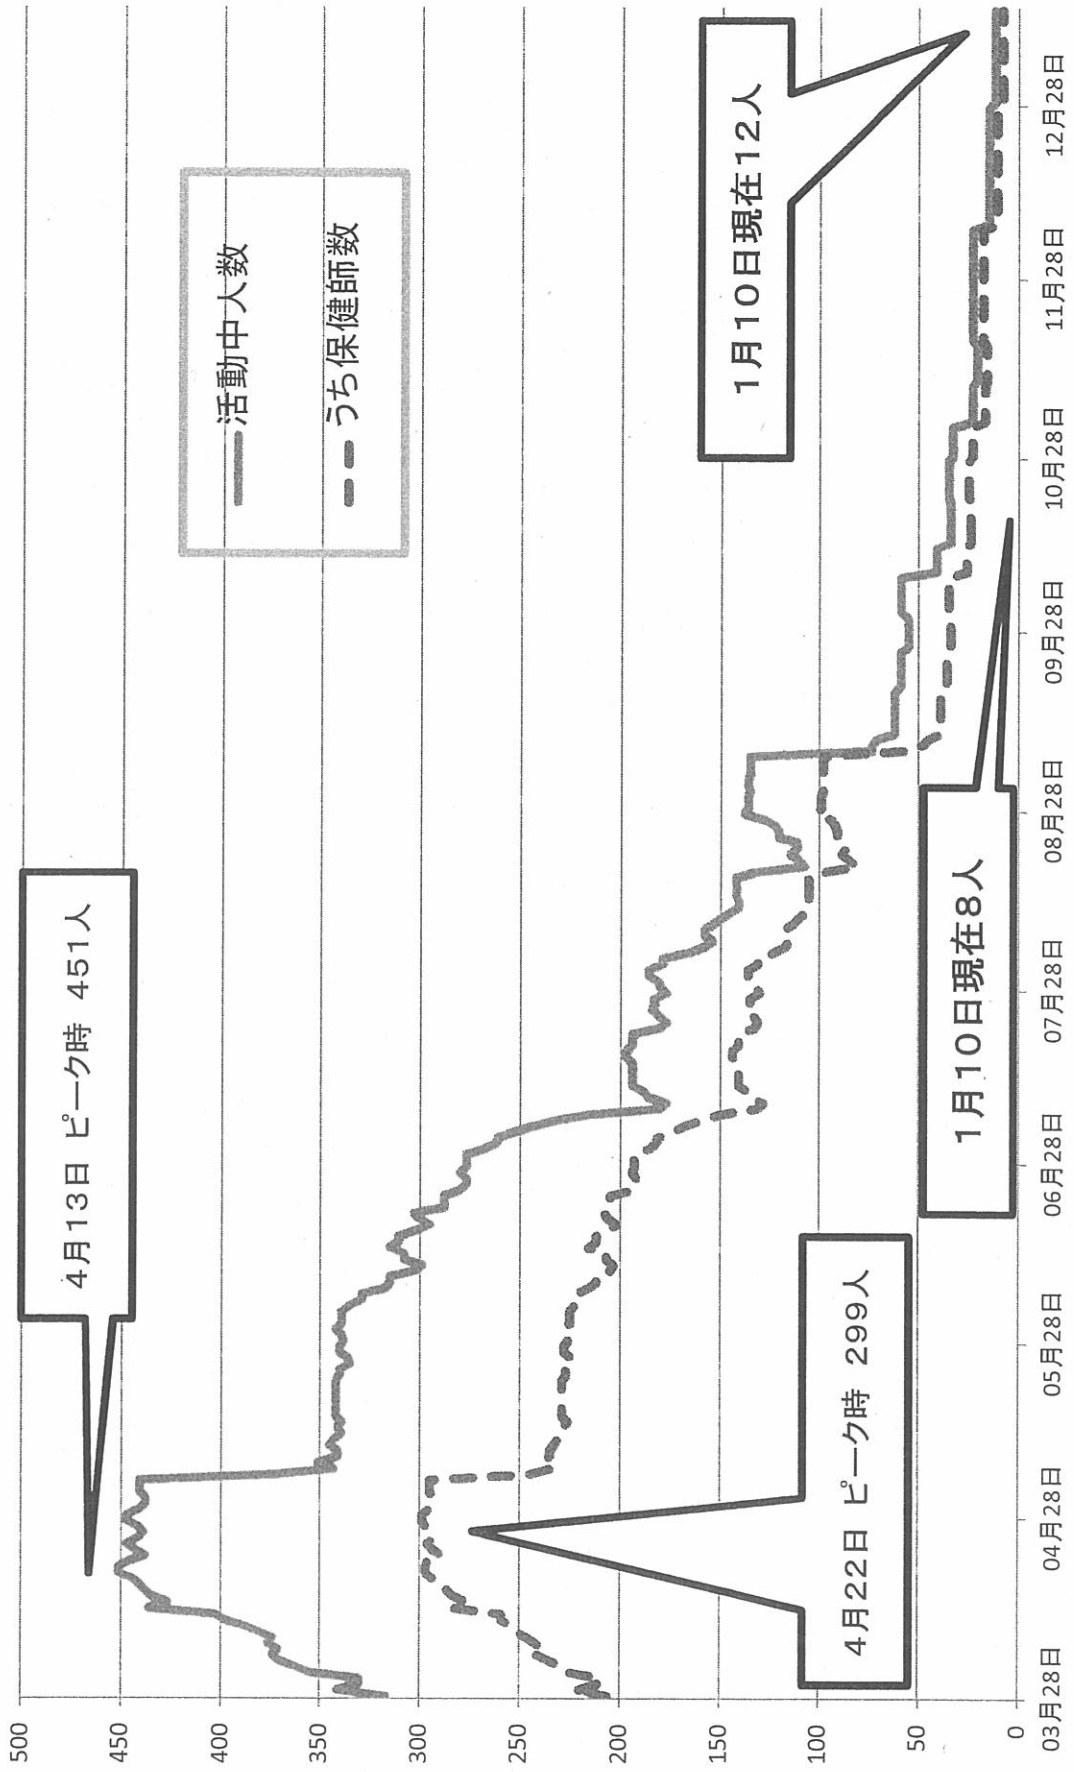 500
450
400
350
300
250
200
150
100
50
0
4月13日 ピーク時 451人
活動中人数
うち保健師数
4月22日 ピーク時 299人
1月10日現在8人
1月10日現在12人
03月28日
04月28日
05月28日
06月28日
07月28日
08月28日
09月28日
10月28日
11月28日
12月28日